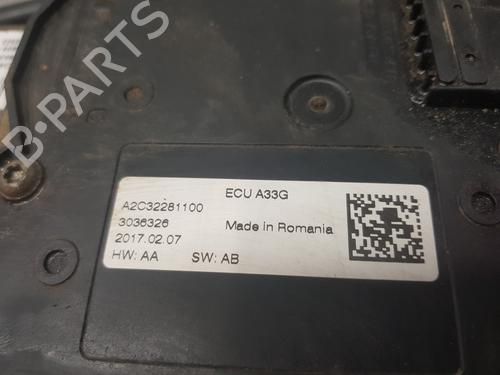 B-PARTS
ECU A33G
A2C32281100
3036326
Made in Romania
2017.02.07
HW: AA SW: AB